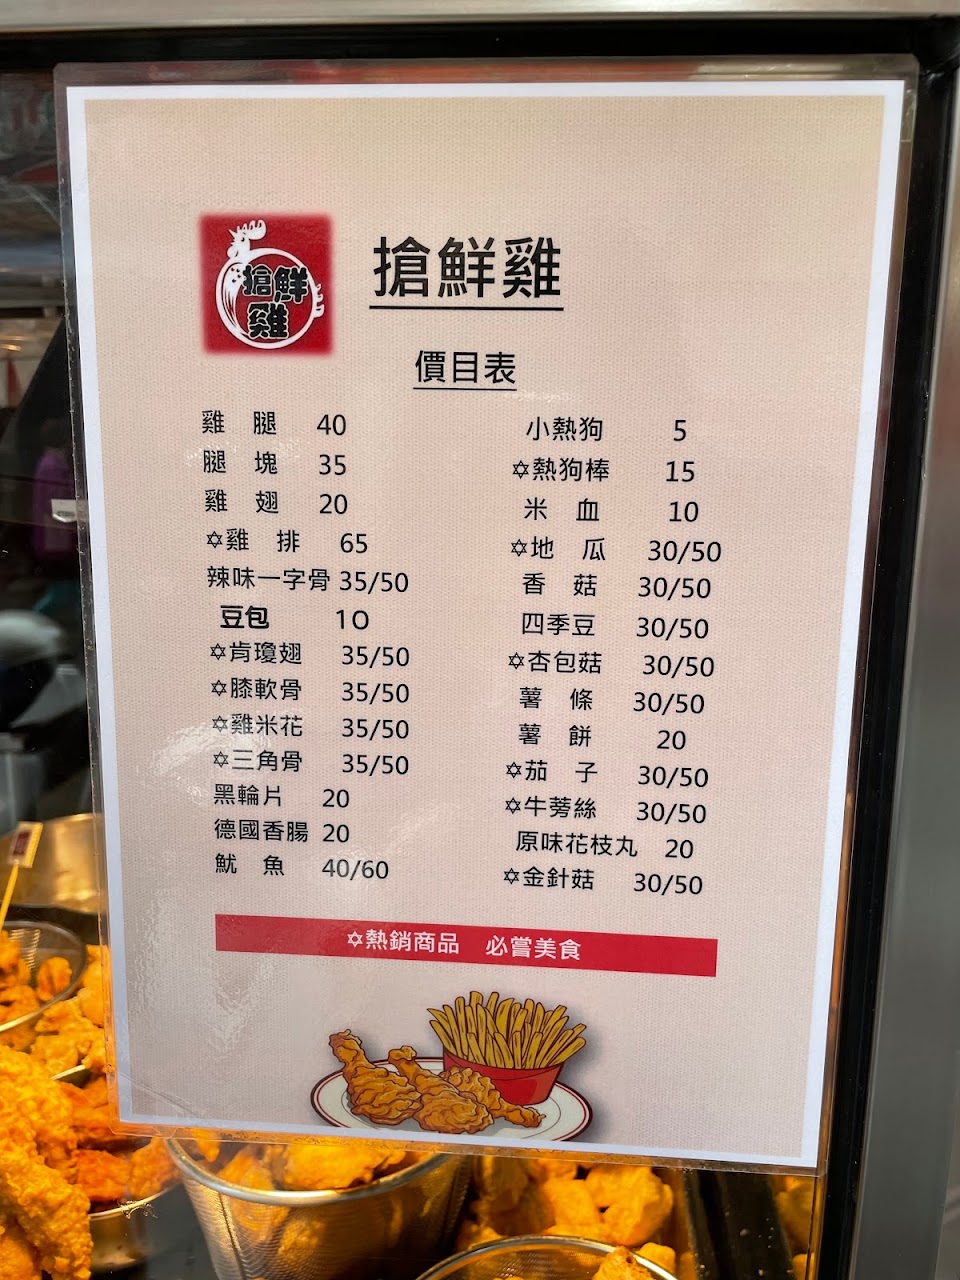 搶鮮
雞
搶鮮雞
價目表
雞 腿 40
腿 塊 35
雞 翅 20
✡雞 排 65
辣味一字骨 35/50
豆包 10
✡肯瓊翅 35/50
✡膝軟骨 35/50
✡雞米花 35/50
✡三角骨 35/50
黑輪片 20
德國香腸 20
魷 魚 40/60
小熱狗 5
✡熱狗棒 15
米 血 10
✡地 瓜 30/50
香 菇 30/50
四季豆 30/50
✡杏包菇 30/50
薯 條 30/50
薯 餅 20
✡茄 子 30/50
✡牛蒡絲 30/50
原味花枝丸 20
✡金針菇 30/50
✡熱銷商品 必嘗美食